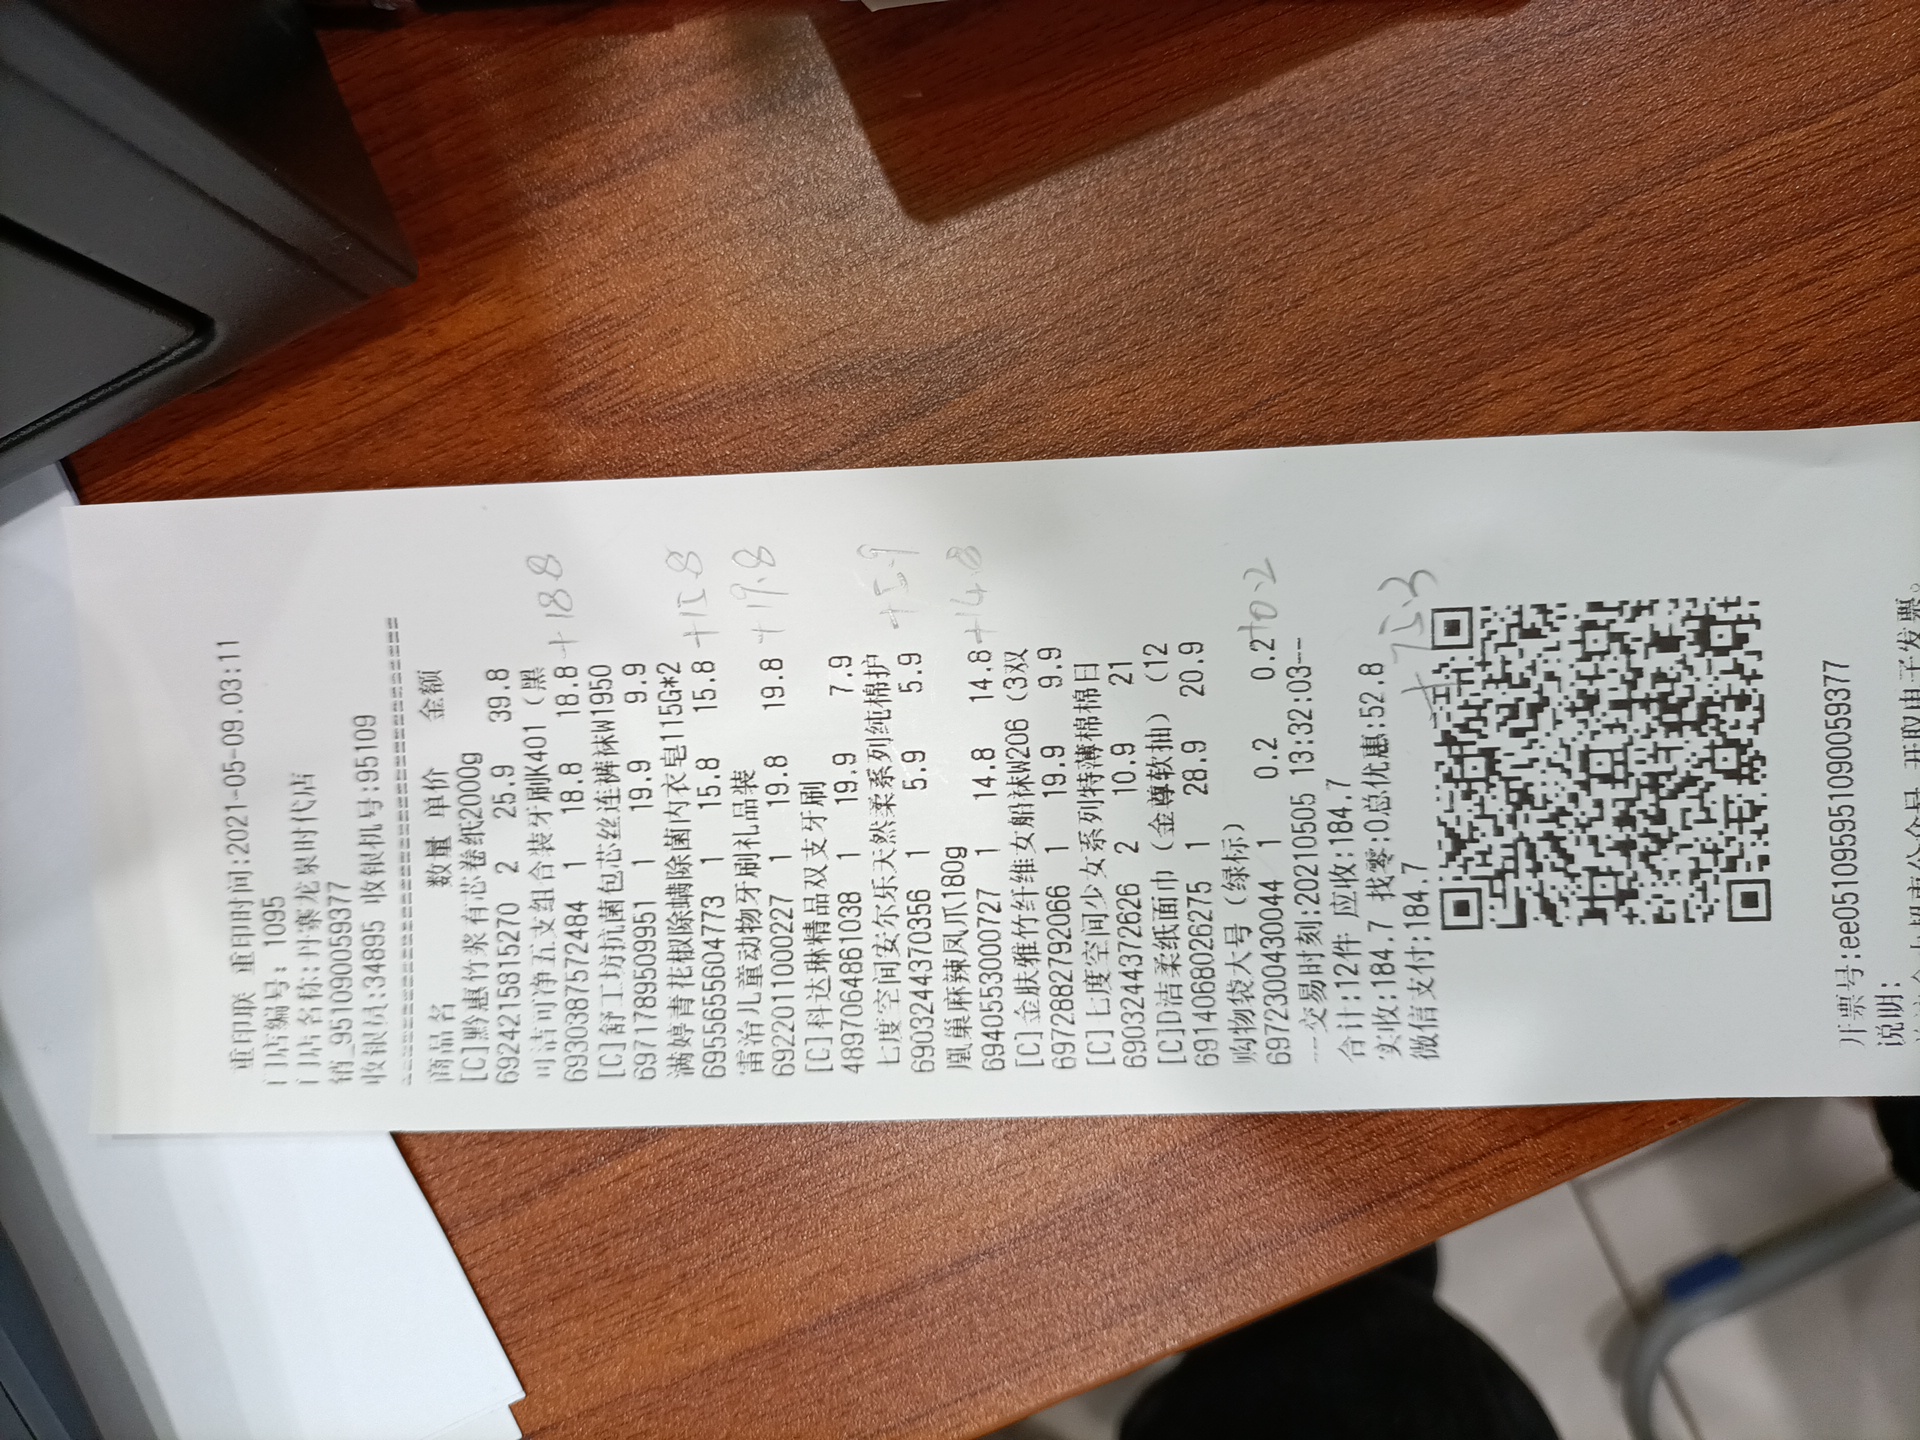 重印联 重印时间:2021-05-09.03:11
门店编号: 1095
门店名称:丹寨龙泉时代店
销_95109090059377
收银员:34895 收银机号:95109
商品名 数量 单价 金额
[C]黔惠竹浆有芯卷纸2000g
6924215815270 2 25.9 39.8
可洁可净五支组合装牙刷K401 (黑
6930387572484 1 18.8 18.8 +18.8
[C]舒工坊抗菌包芯丝连裤袜W1950
6971789509951 1 19.9 9.9
满婷青花椒除螨除菌内衣皂115G*2
6955655604773 1 15.8 15.8 +15.8
雷治儿童动物牙刷礼品装
6922011000227 1 19.8 19.8 +19.8
[C]科达琳精品双支牙刷
4897064861038 1 19.9 7.9
七度空间安尔乐天然柔系列纯棉护
6903244370356 1 5.9 5.9 +5.9
凰巢麻辣凤爪180g
6940555300727 1 14.8 14.8 +14.8
[C]金肤雅竹纤维女船袜W206 (3双
6972882792066 1 19.9 9.9
[C]七度空间少女系列特薄棉棉日
6903244372626 2 10.9 21
[C]D洁柔纸面巾 (金尊软抽) (12
6914068026275 1 28.9 20.9
购物袋大号 (绿标)
6972300430044 1 0.2 0.2 +0.2
---交易时刻:20210505 13:32:03---
合计:12件 应收:184.7
实收:184.7 找零:0总优惠:52.8
微信支付:184.7
+75.3
开票号:ee0510959510909005​9377
说明: